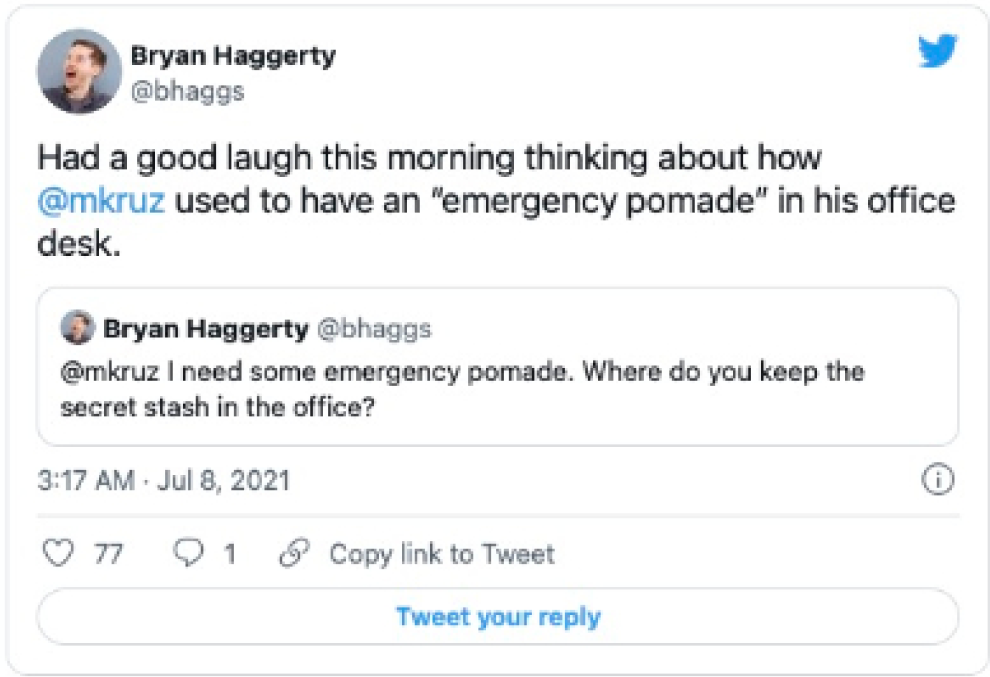 Bryan Haggerty
@bhaggs
Had a good laugh this morning thinking about how
@mkruz used to have an “emergency pomade” in his office
desk.
Bryan Haggerty @bhaggs
@mkruz I need some emergency pomade. Where do you keep the
secret stash in the office?
3:17 AM · Jul 8, 2021
77 1 Copy link to Tweet
Tweet your reply